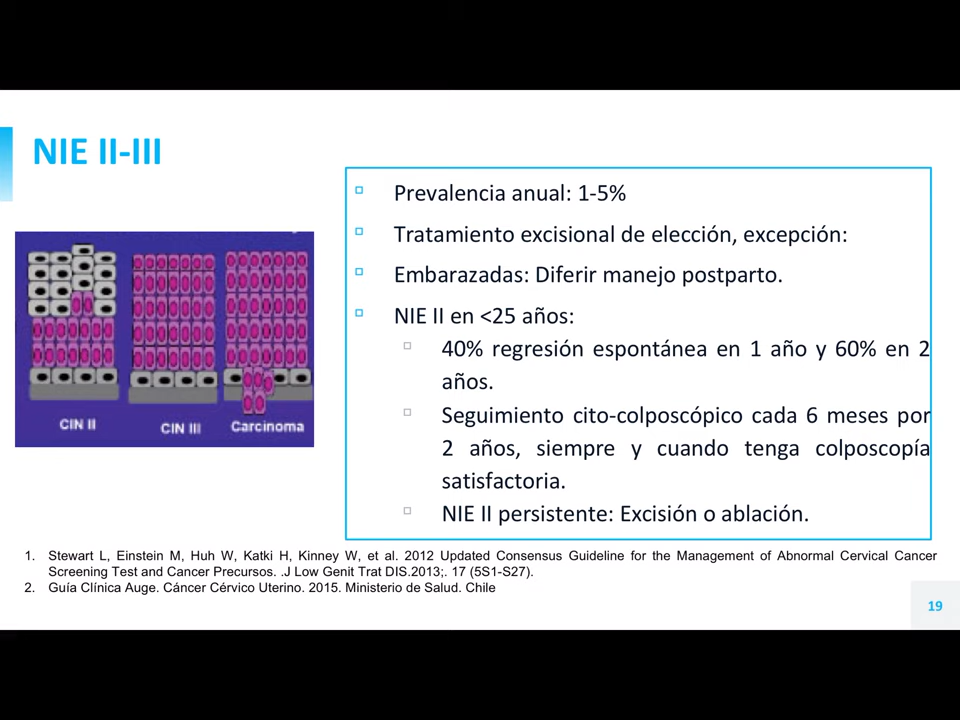 NIE II-III
Prevalencia anual: 1-5%
Tratamiento excisional de elección, excepción:
Embarazadas: Diferir manejo postparto.
NIE II en <25 años:
40% regresión espontánea en 1 año y 60% en 2
años.
Seguimiento cito-colposcópico cada 6 meses por
2 años, siempre y cuando tenga colposcopía
satisfactoria.
NIE II persistente: Excisión o ablación.
CIN II
CIN III
Carcinoma
1. Stewart L, Einstein M, Huh W, Katki H, Kinney W, et al. 2012 Updated Consensus Guideline for the Management of Abnormal Cervical Cancer
Screening Test and Cancer Precursos. .J Low Genit Trat DIS.2013;. 17 (5S1-S27).
2. Guía Clínica Auge. Cáncer Cérvico Uterino. 2015. Ministerio de Salud. Chile
19